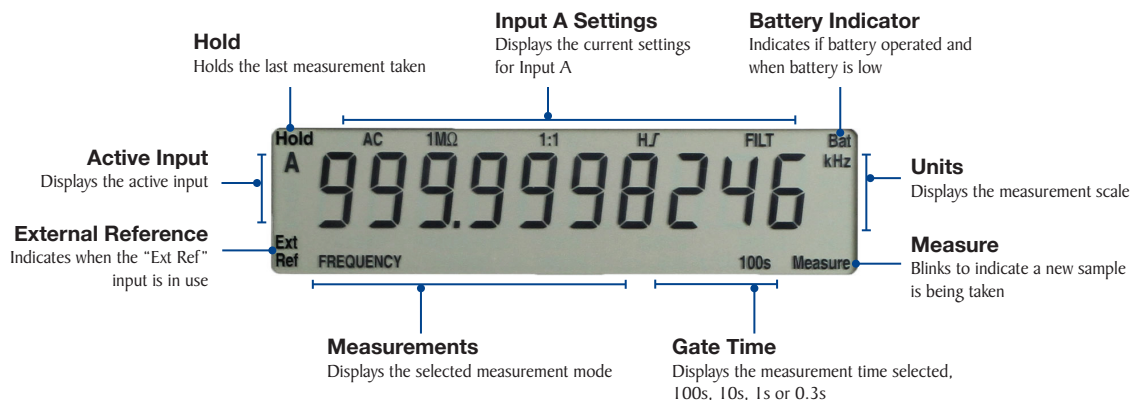 Input A Settings
Displays the current settings
for Input A
Battery Indicator
Indicates if battery operated and
when battery is low
Hold
Holds the last measurement taken
Hold AC 1MΩ 1:1 H⎎ FILT Bat
A 999.9998246 kHz
Active Input
Displays the active input
Units
Displays the measurement scale
External Reference
Indicates when the “Ext Ref”
input is in use
Ext
Ref FREQUENCY 100s Measure
Measure
Blinks to indicate a new sample
is being taken
Measurements
Displays the selected measurement mode
Gate Time
Displays the measurement time selected,
100s, 10s, 1s or 0.3s